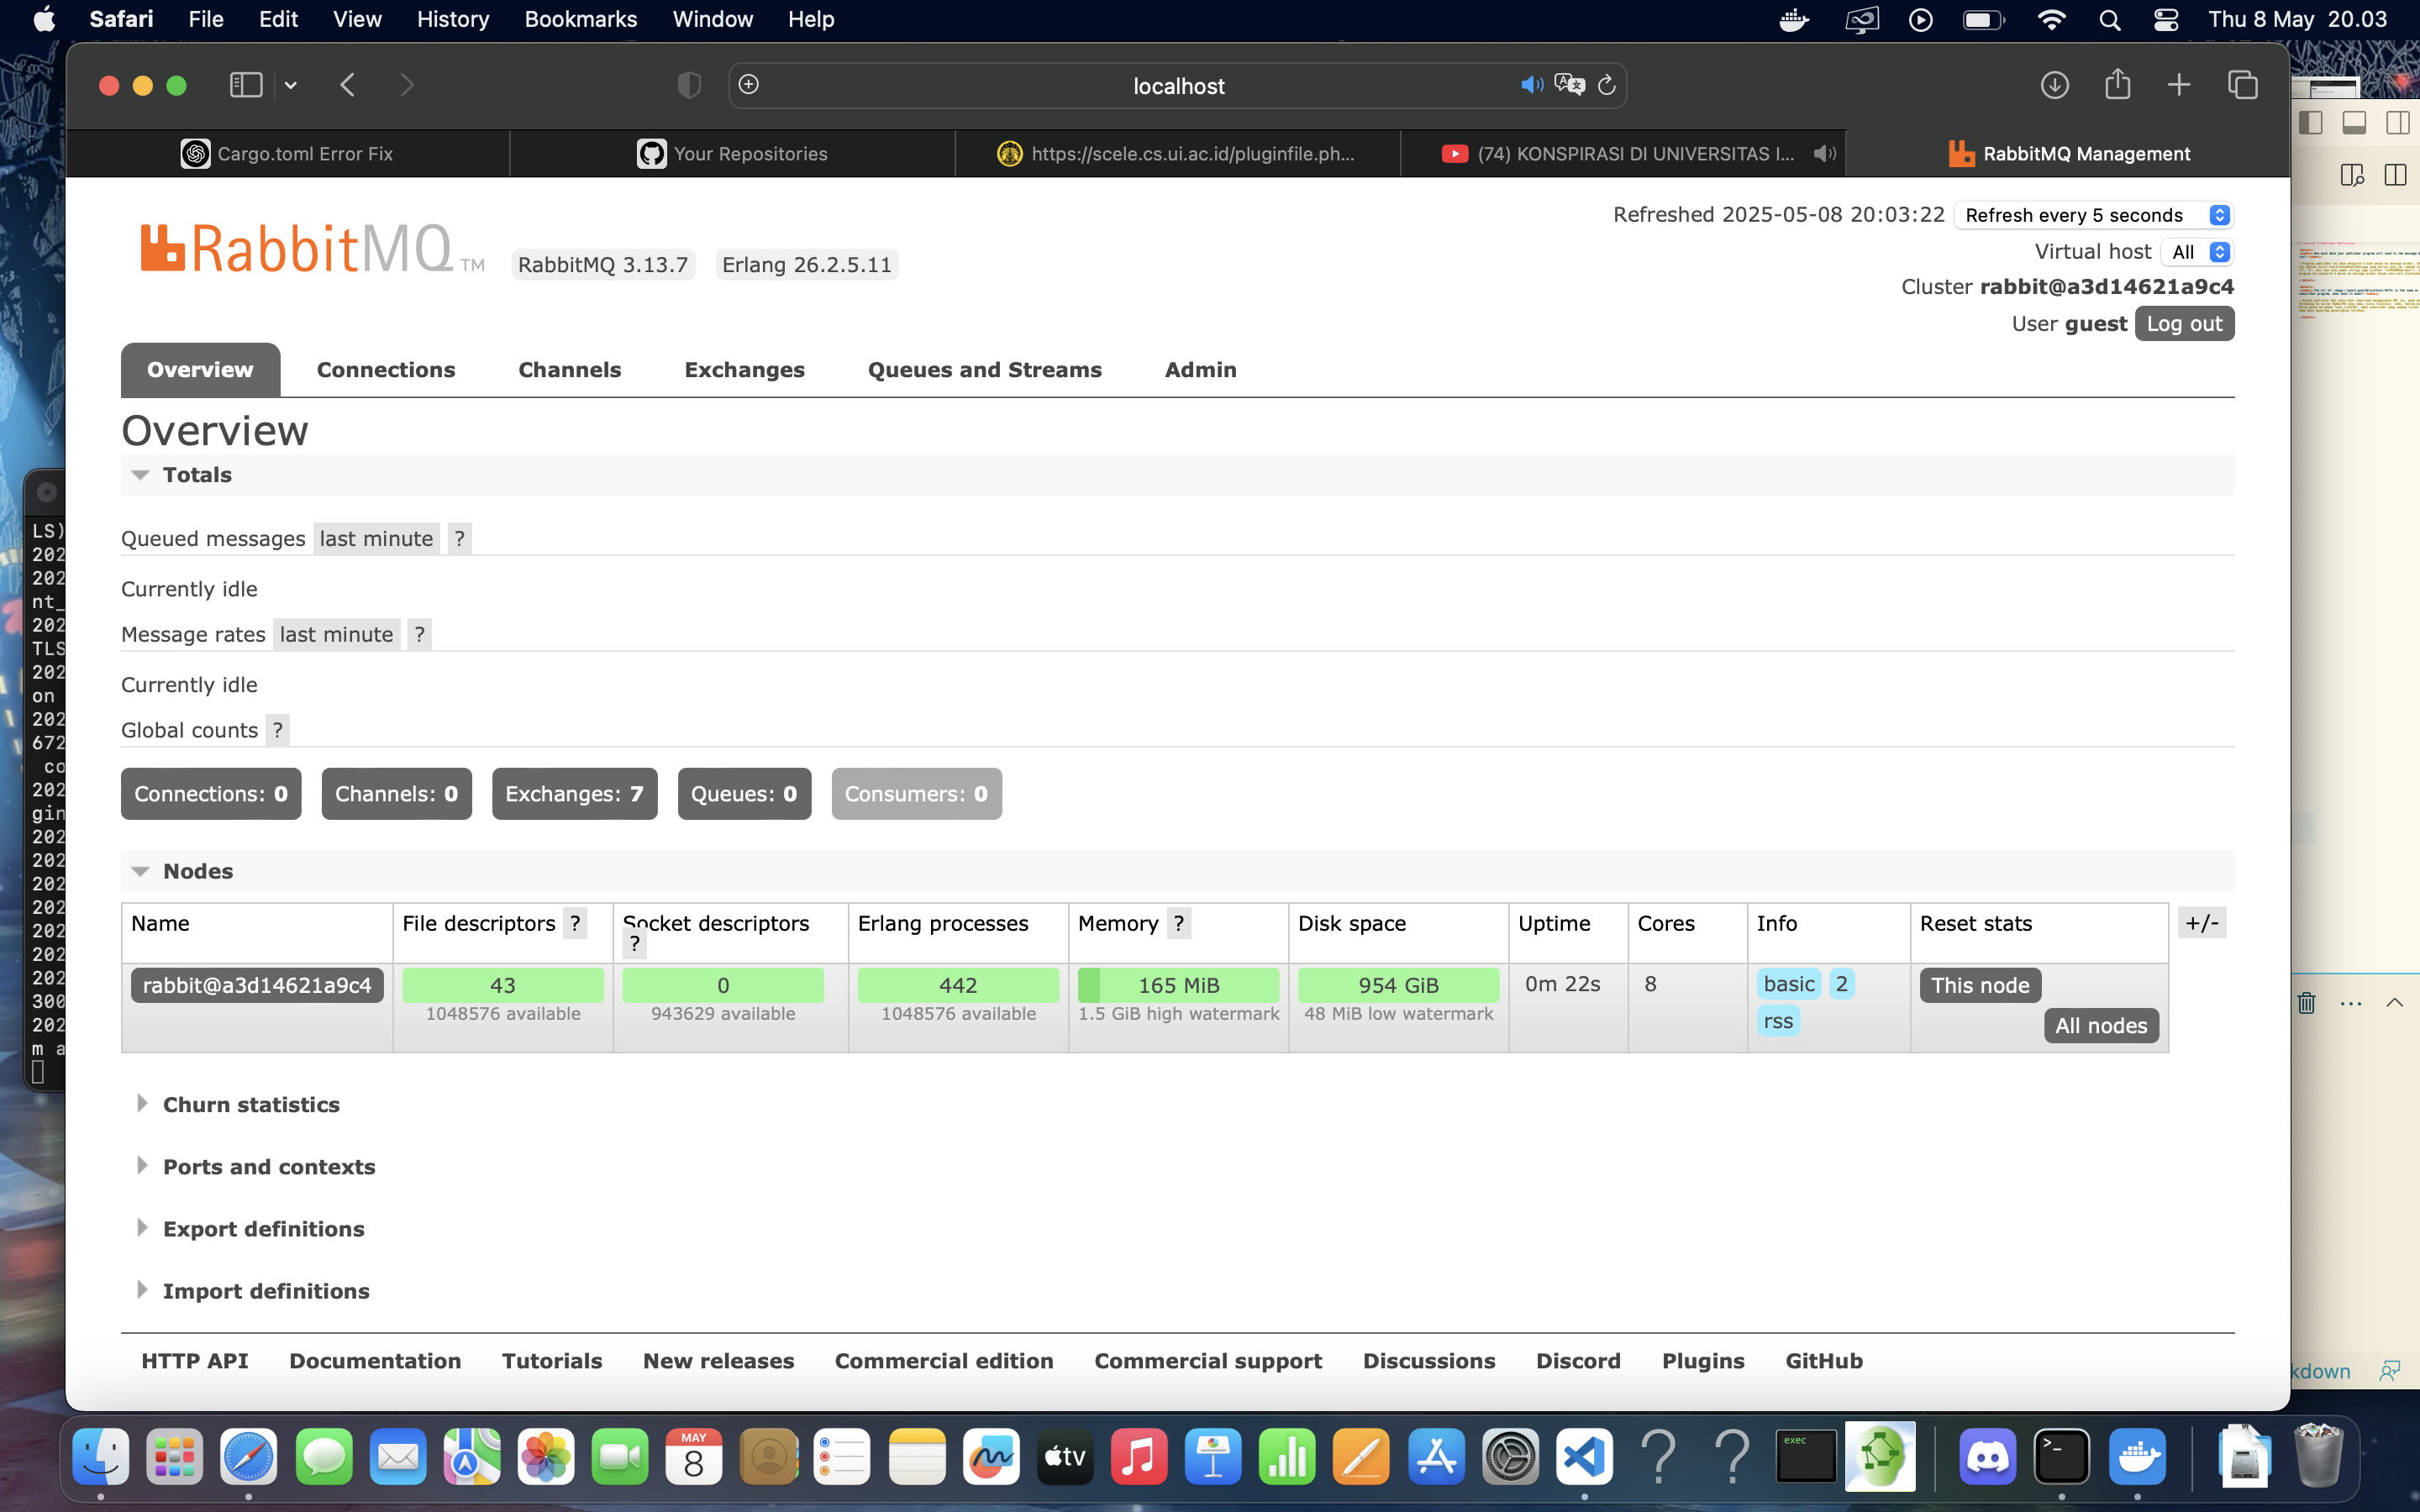 Safari File Edit View History Bookmarks Window Help Thu 8 May 20.03
localhost
Cargo.toml Error Fix Your Repositories https://scele.cs.ui.ac.id/pluginfile.ph... (74) KONSPIRASI DI UNIVERSITAS I... RabbitMQ Management
RabbitMQ TM RabbitMQ 3.13.7 Erlang 26.2.5.11
Refreshed 2025-05-08 20:03:22 Refresh every 5 seconds
Virtual host All
Cluster rabbit@a3d14621a9c4
User guest Log out
Overview Connections Channels Exchanges Queues and Streams Admin
Overview
Totals
Queued messages last minute ?
Currently idle
Message rates last minute ?
Currently idle
Global counts ?
Connections: 0 Channels: 0 Exchanges: 7 Queues: 0 Consumers: 0
Nodes
Name File descriptors ? Socket descriptors ? Erlang processes Memory ? Disk space Uptime Cores Info Reset stats +/-
rabbit@a3d14621a9c4 43 0 442 165 MiB 954 GiB 0m 22s 8 basic 2 This node
1048576 available 943629 available 1048576 available 1.5 GiB high watermark 48 MiB low watermark rss All nodes
Churn statistics
Ports and contexts
Export definitions
Import definitions
HTTP API Documentation Tutorials New releases Commercial edition Commercial support Discussions Discord Plugins GitHub
LS)
202
202
nt_
202
TLS
202
on
202
672
co
202
gin
202
202
202
202
202
202
202
300
202
m a
kdown
MAY
8
tv
exec